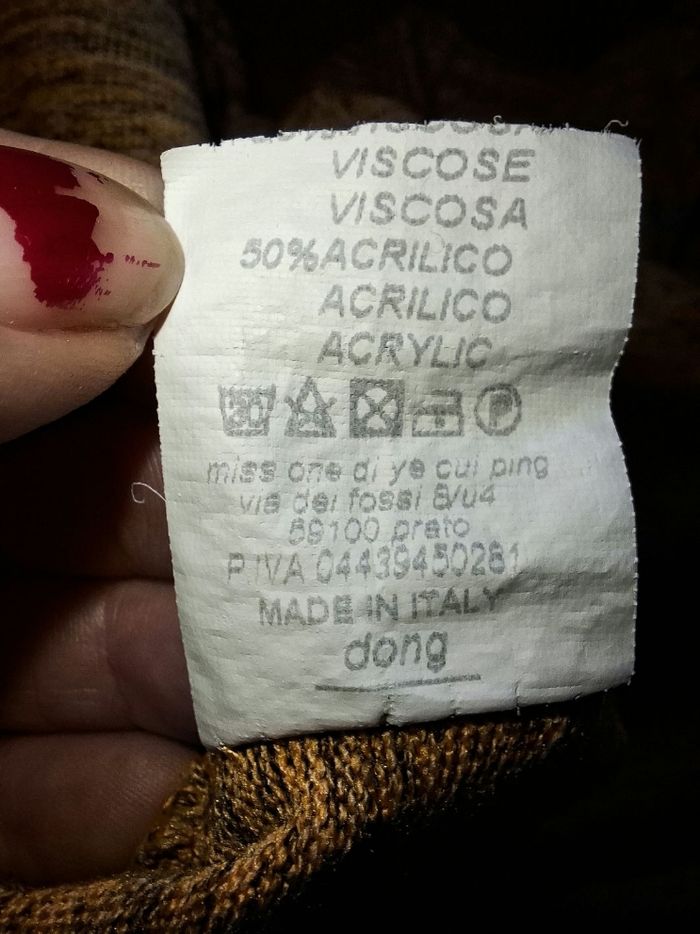 VISCOSE
VISCOSA
50%ACRILICO
ACRILICO
ACRYLIC
30 P
miss one di ye cui ping
via dei fossi 8/u4
59100 prato
P.IVA 04439450281
MADE IN ITALY
dong